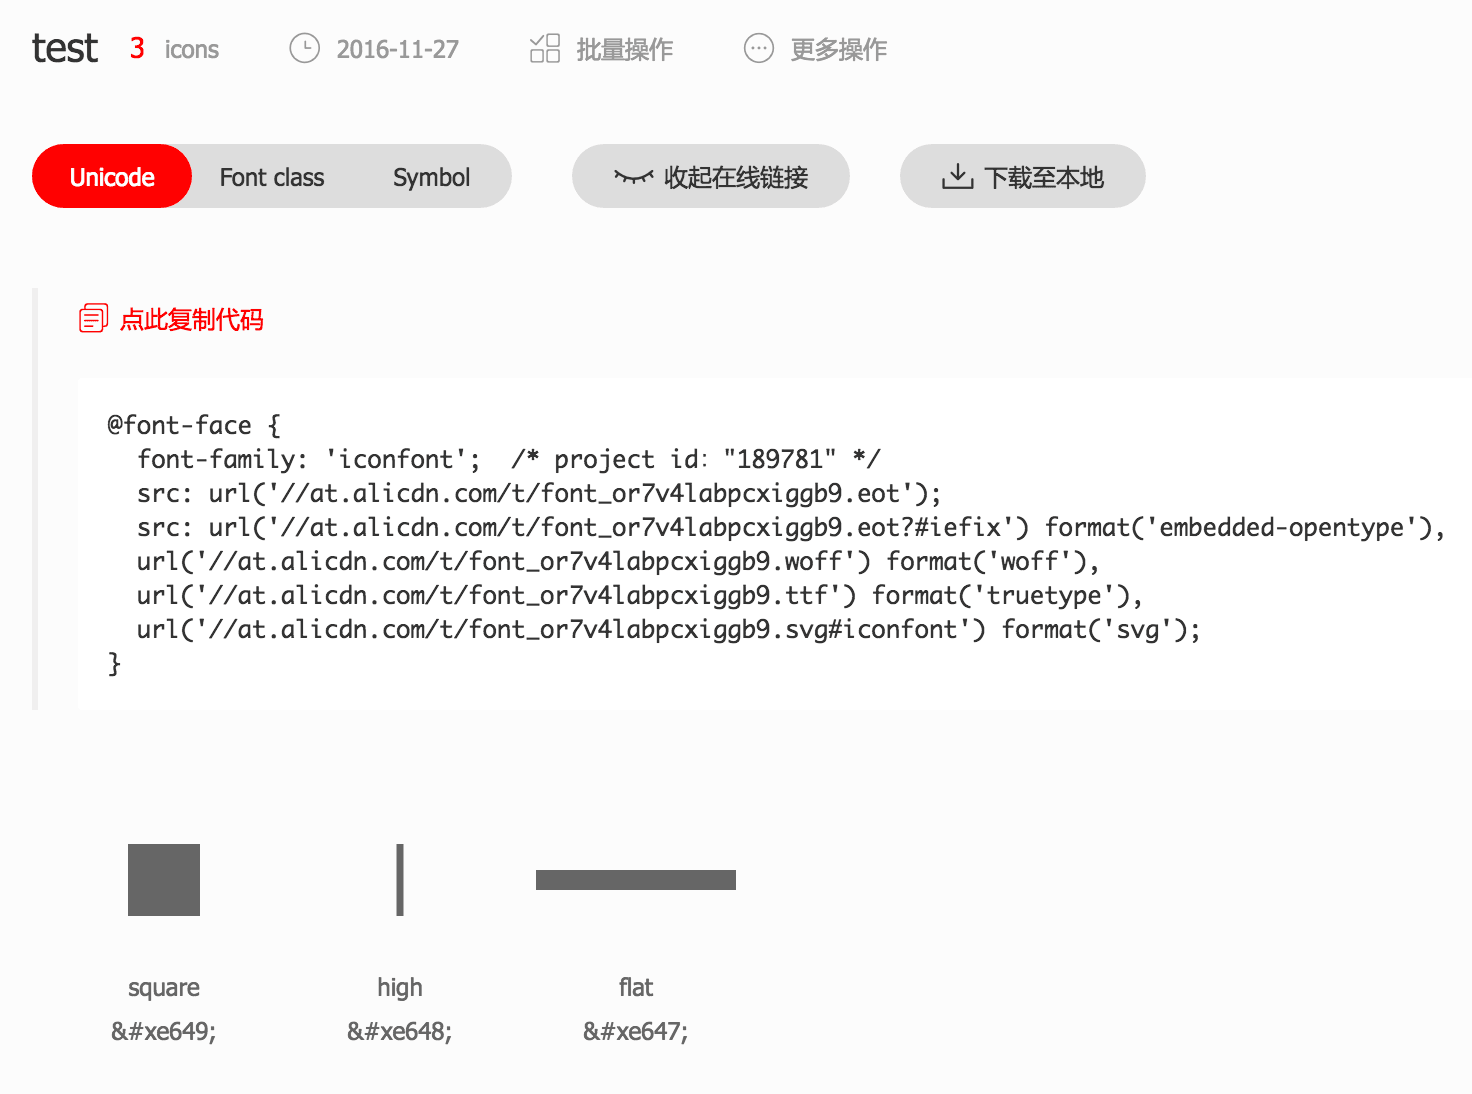 test 3 icons 2016-11-27 批量操作 更多操作
Unicode Font class Symbol 收起在线链接 下载至本地
点此复制代码
@font-face {
  font-family: 'iconfont';  /* project id: "189781" */
  src: url('//at.alicdn.com/t/font_or7v4labpcxiggb9.eot');
  src: url('//at.alicdn.com/t/font_or7v4labpcxiggb9.eot?#iefix') format('embedded-opentype'),
  url('//at.alicdn.com/t/font_or7v4labpcxiggb9.woff') format('woff'),
  url('//at.alicdn.com/t/font_or7v4labpcxiggb9.ttf') format('truetype'),
  url('//at.alicdn.com/t/font_or7v4labpcxiggb9.svg#iconfont') format('svg');
}
square high flat
&#xe649; &#xe648; &#xe647;